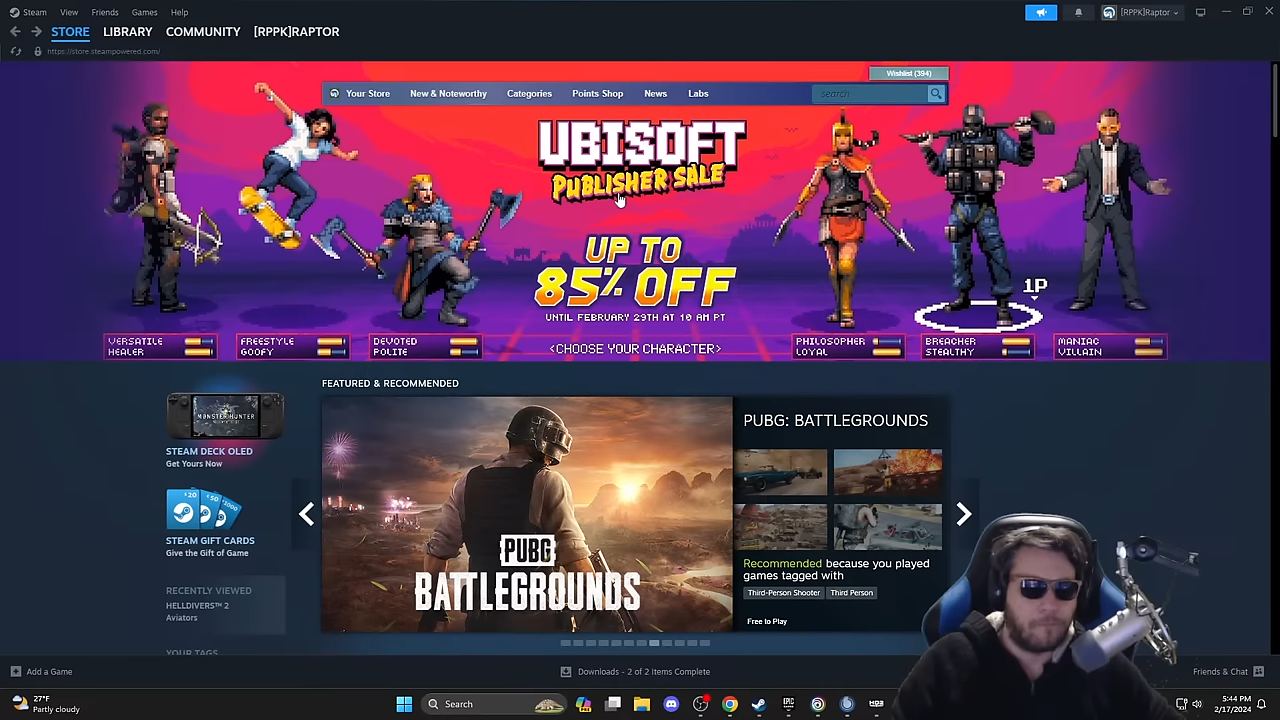 Steam View Friends Games Help
[RPPK]Raptor
STORE LIBRARY COMMUNITY [RPPK]RAPTOR
https://store.steampowered.com/
Wishlist (394)
Your Store New & Noteworthy Categories Points Shop News Labs
search
UBISOFT
PUBLISHER SALE
UP TO
85% OFF
UNTIL FEBRUARY 29TH AT 10 AM PT
1P
VERSATILE
HEALER
FREESTYLE
GOOFY
DEVOTED
POLITE
<CHOOSE YOUR CHARACTER>
PHILOSOPHER
LOYAL
BREACHER
STEALTHY
MANIAC
VILLAIN
FEATURED & RECOMMENDED
MONSTER HUNTER
STEAM DECK OLED
Get Yours Now
$20
STEAM GIFT CARDS
Give the Gift of Game
RECENTLY VIEWED
HELLDIVERS™ 2
Aviators
YOUR TAGS
PUBG
BATTLEGROUNDS
PUBG: BATTLEGROUNDS
Recommended because you played
games tagged with
Third-Person Shooter Third Person
Free to Play
Add a Game
Downloads - 2 of 2 Items Complete
Friends & Chat
27°F
Partly cloudy
Search
EPIC
5:44 PM
2/17/2024